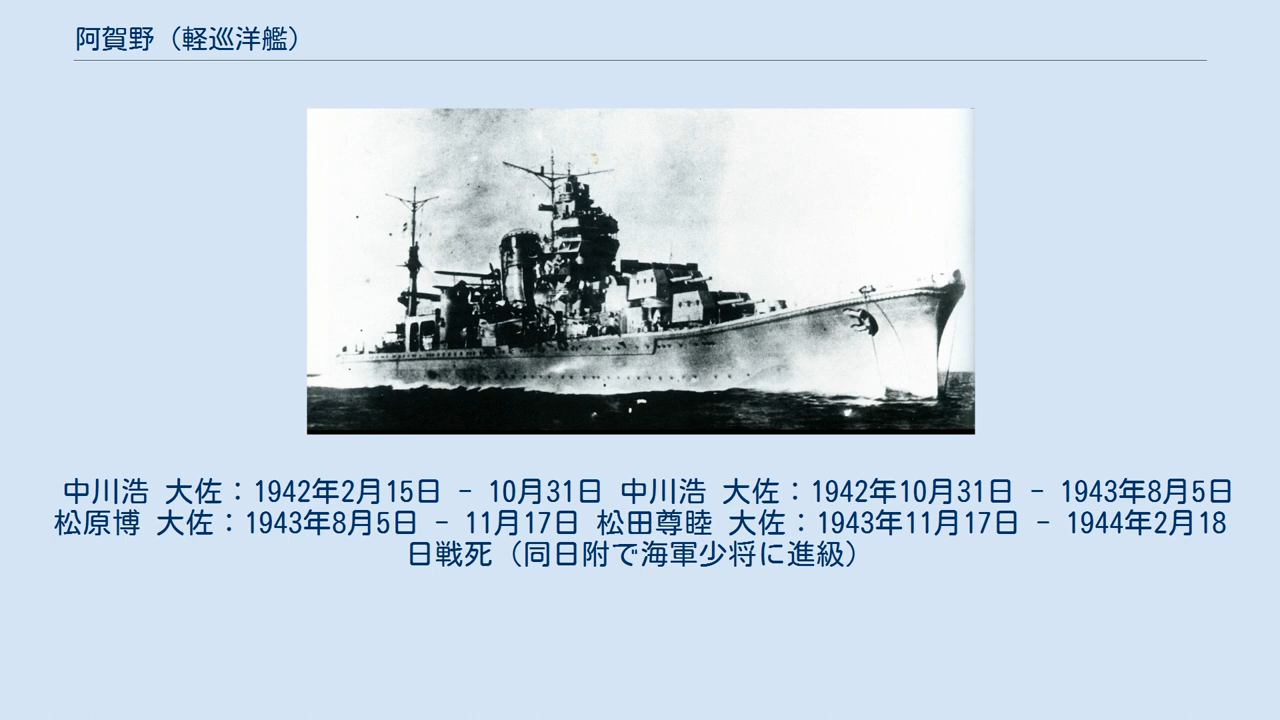 阿賀野（軽巡洋艦）
中川浩 大佐：1942年2月15日 - 10月31日 中川浩 大佐：1942年10月31日 - 1943年8月5日
松原博 大佐：1943年8月5日 - 11月17日 松田尊睦 大佐：1943年11月17日 - 1944年2月18
日戦死（同日附で海軍少将に進級）